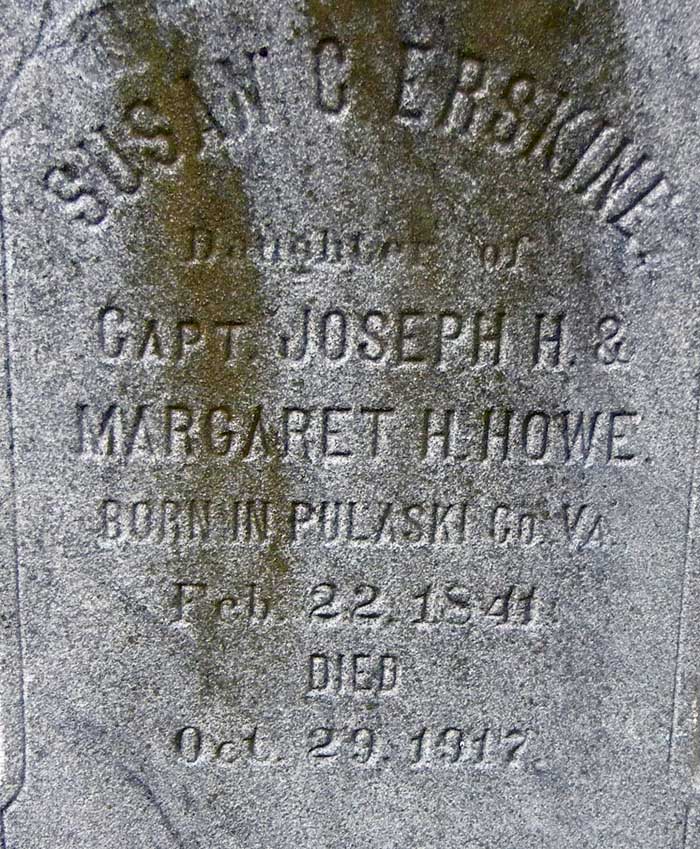 SUSAN C ERSKINE.
Daughter of
CAPT. JOSEPH H. &
MARGARET H. HOWE.
BORN IN PULASKI CO. VA.
Feb. 22, 1841.
DIED
Oct. 29, 1917.